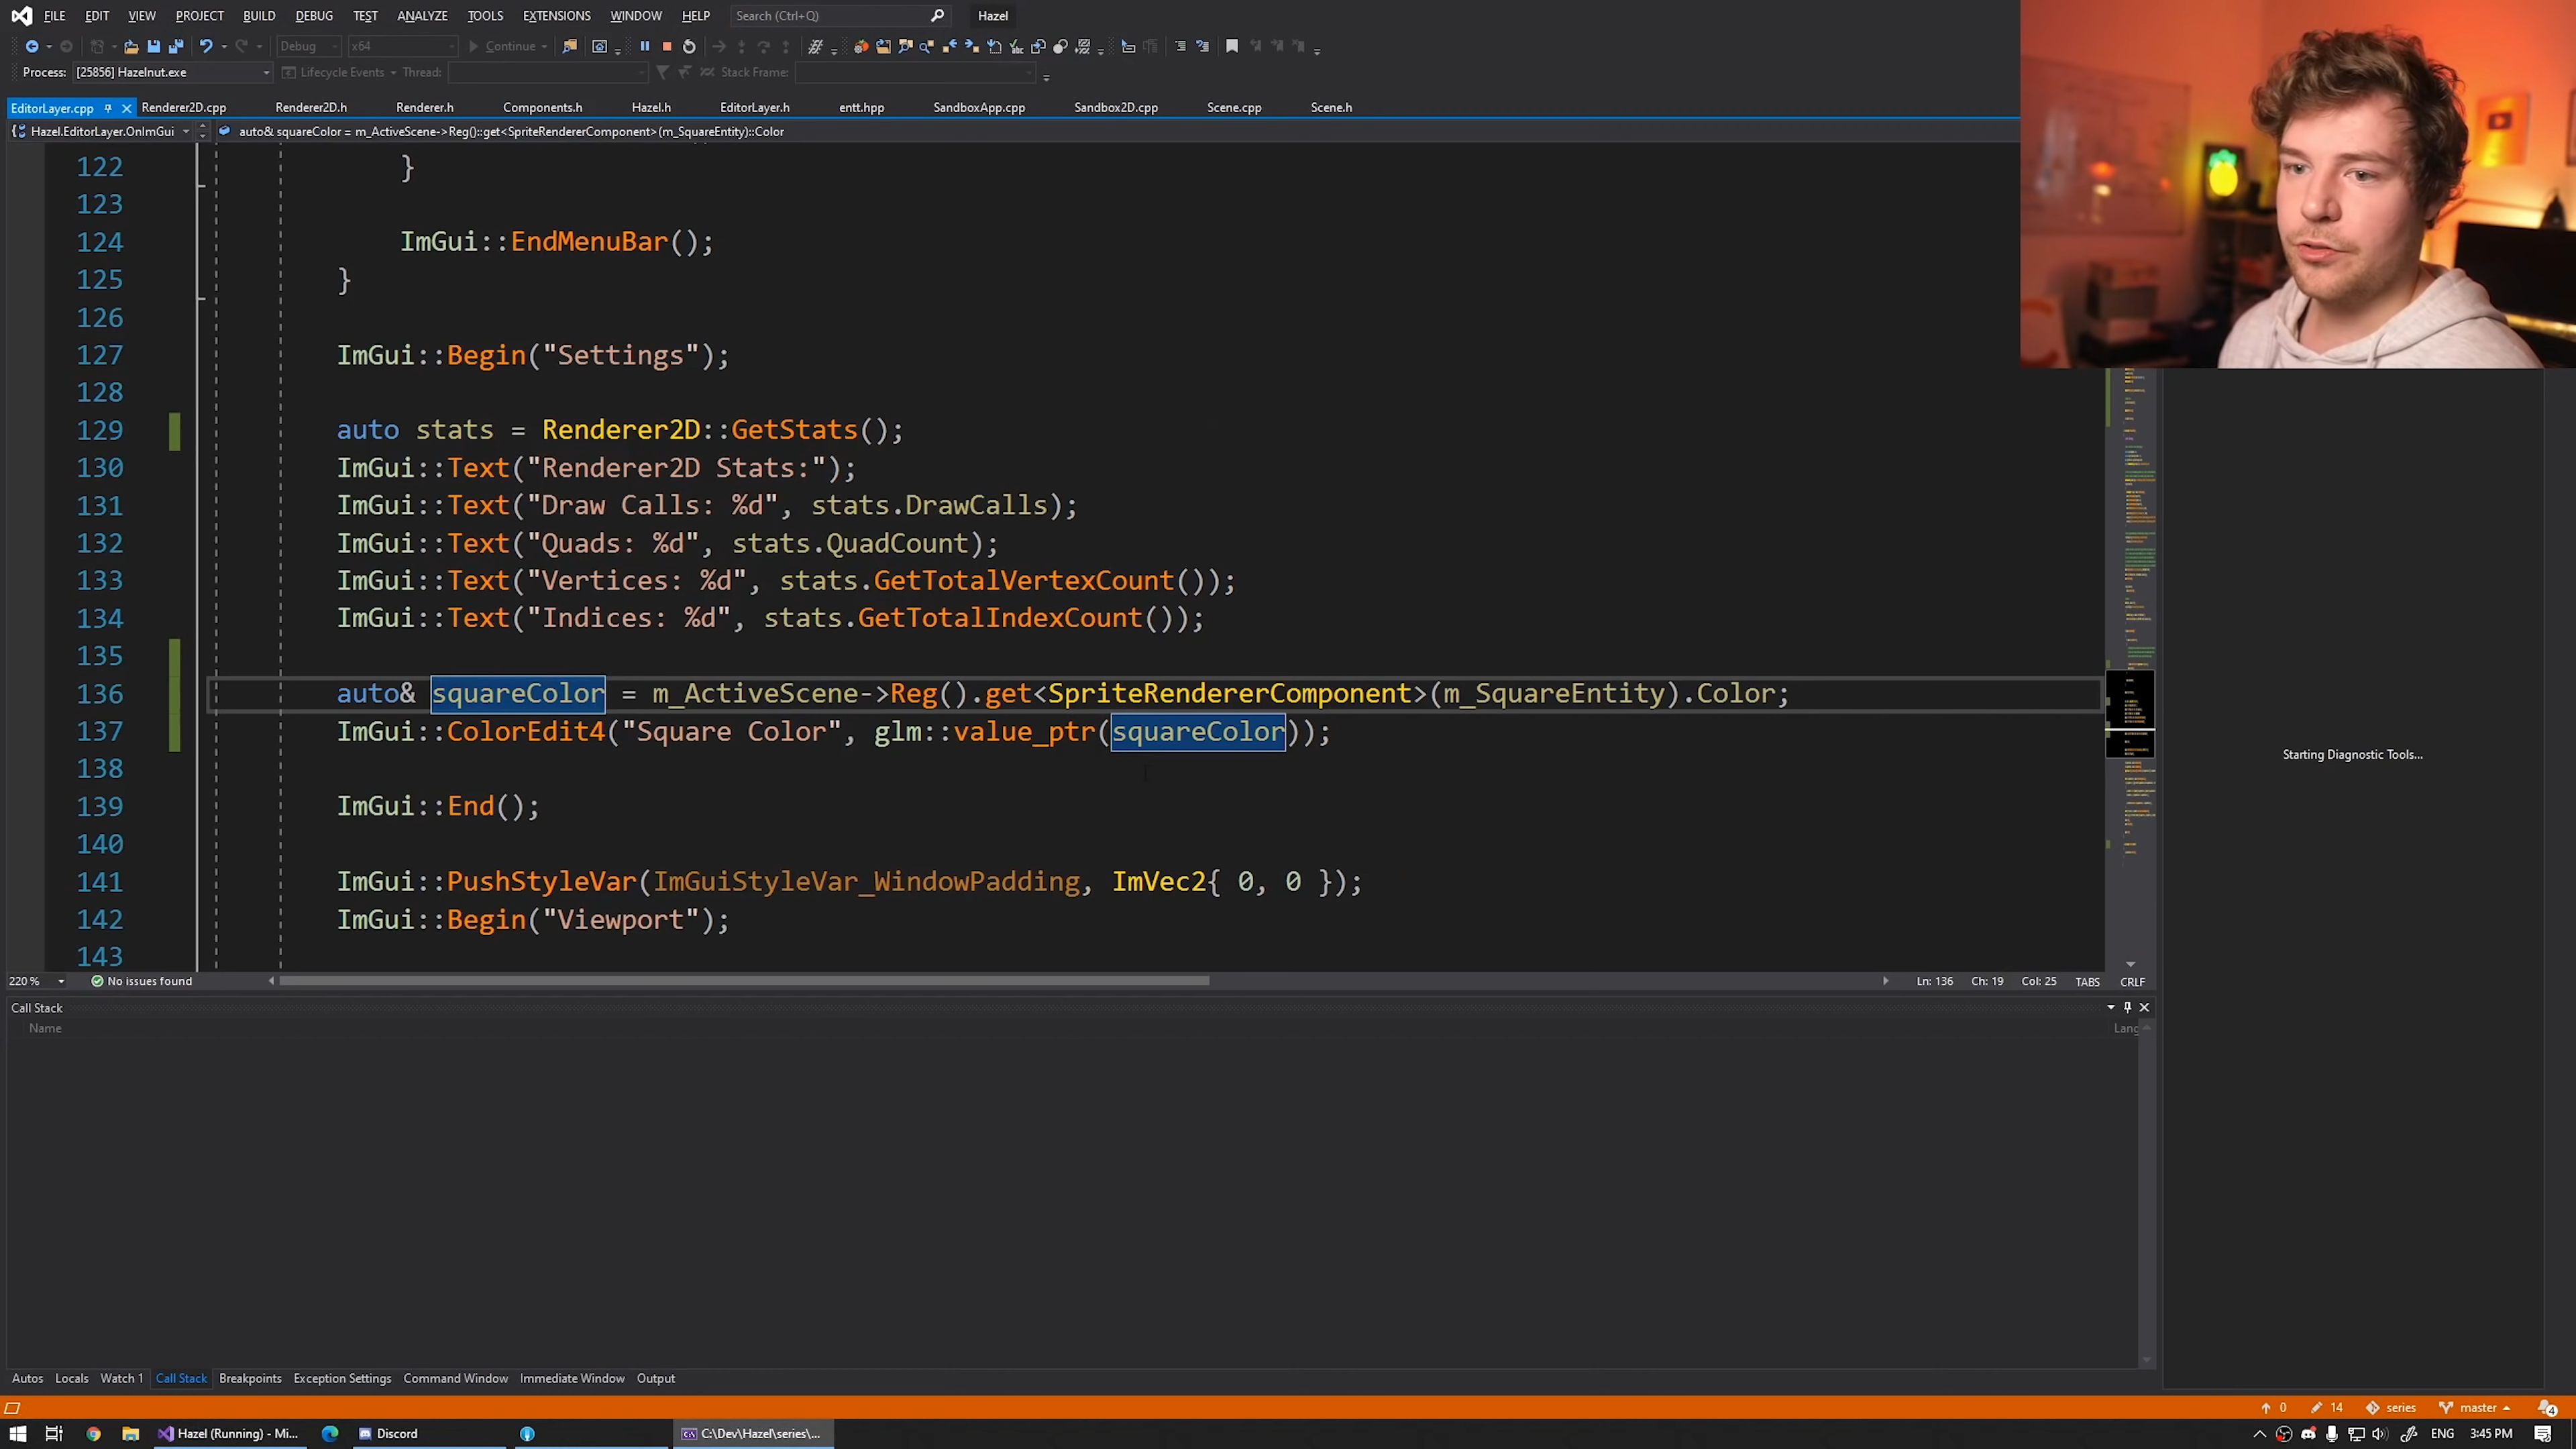 FILE EDIT VIEW PROJECT BUILD DEBUG TEST ANALYZE TOOLS EXTENSIONS WINDOW HELP Search (Ctrl+Q) Hazel
Debug x64 Continue
Process: [25856] Hazelnut.exe Lifecycle Events Thread: Stack Frame:
EditorLayer.cpp Renderer2D.cpp Renderer2D.h Renderer.h Components.h Hazel.h EditorLayer.h entt.hpp SandboxApp.cpp Sandbox2D.cpp Scene.cpp Scene.h
Hazel.EditorLayer.OnImGui auto& squareColor = m_ActiveScene->Reg()::get<SpriteRendererComponent>(m_SquareEntity)::Color
122 }
123
124 ImGui::EndMenuBar();
125 }
126
127 ImGui::Begin("Settings");
128
129 auto stats = Renderer2D::GetStats();
130 ImGui::Text("Renderer2D Stats:");
131 ImGui::Text("Draw Calls: %d", stats.DrawCalls);
132 ImGui::Text("Quads: %d", stats.QuadCount);
133 ImGui::Text("Vertices: %d", stats.GetTotalVertexCount());
134 ImGui::Text("Indices: %d", stats.GetTotalIndexCount());
135
136 auto& squareColor = m_ActiveScene->Reg().get<SpriteRendererComponent>(m_SquareEntity).Color;
137 ImGui::ColorEdit4("Square Color", glm::value_ptr(squareColor));
138
139 ImGui::End();
140
141 ImGui::PushStyleVar(ImGuiStyleVar_WindowPadding, ImVec2{ 0, 0 });
142 ImGui::Begin("Viewport");
143
Starting Diagnostic Tools...
220 % No issues found Ln: 136 Ch: 19 Col: 25 TABS CRLF
Call Stack
Name Lang
Autos Locals Watch 1 Call Stack Breakpoints Exception Settings Command Window Immediate Window Output
0 14 series master 4
Hazel (Running) - Mi... Discord C:\Dev\Hazel\series\... ENG 3:45 PM